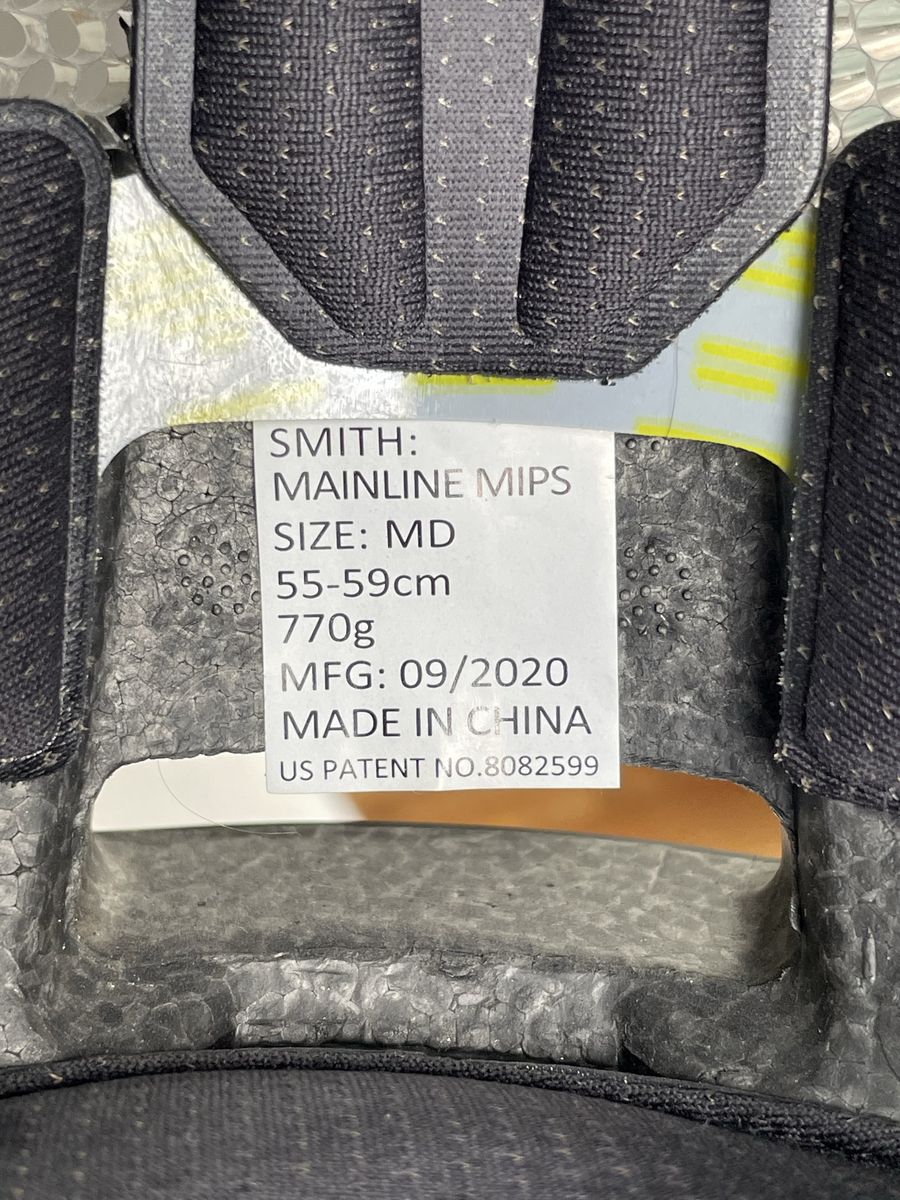 SMITH:
MAINLINE MIPS
SIZE: MD
55-59cm
770g
MFG: 09/2020
MADE IN CHINA
US PATENT NO.8082599